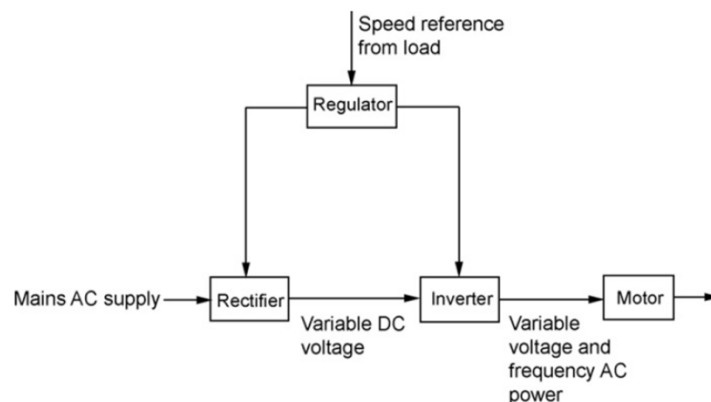 Speed reference
from load
Regulator
Mains AC supply
Rectifier
Variable DC
voltage
Inverter
Variable
voltage and
frequency AC
power
Motor